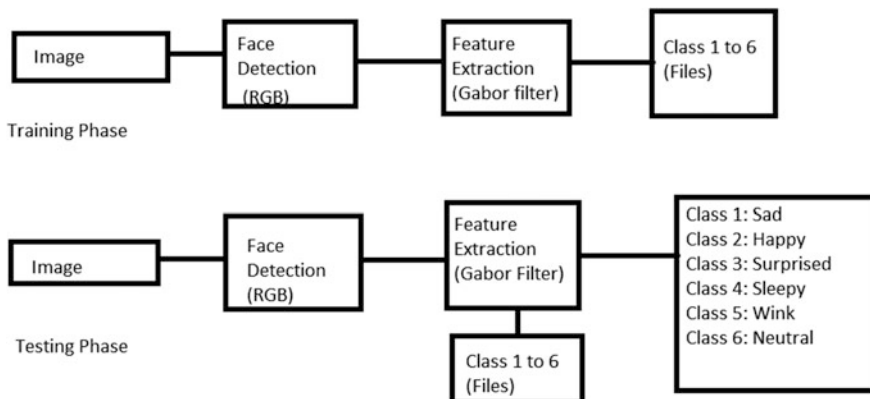 Image
Face
Detection
(RGB)
Feature
Extraction
(Gabor filter)
Class 1 to 6
(Files)
Training Phase
Image
Face
Detection
(RGB)
Feature
Extraction
(Gabor Filter)
Class 1 to 6
(Files)
Class 1: Sad
Class 2: Happy
Class 3: Surprised
Class 4: Sleepy
Class 5: Wink
Class 6: Neutral
Testing Phase